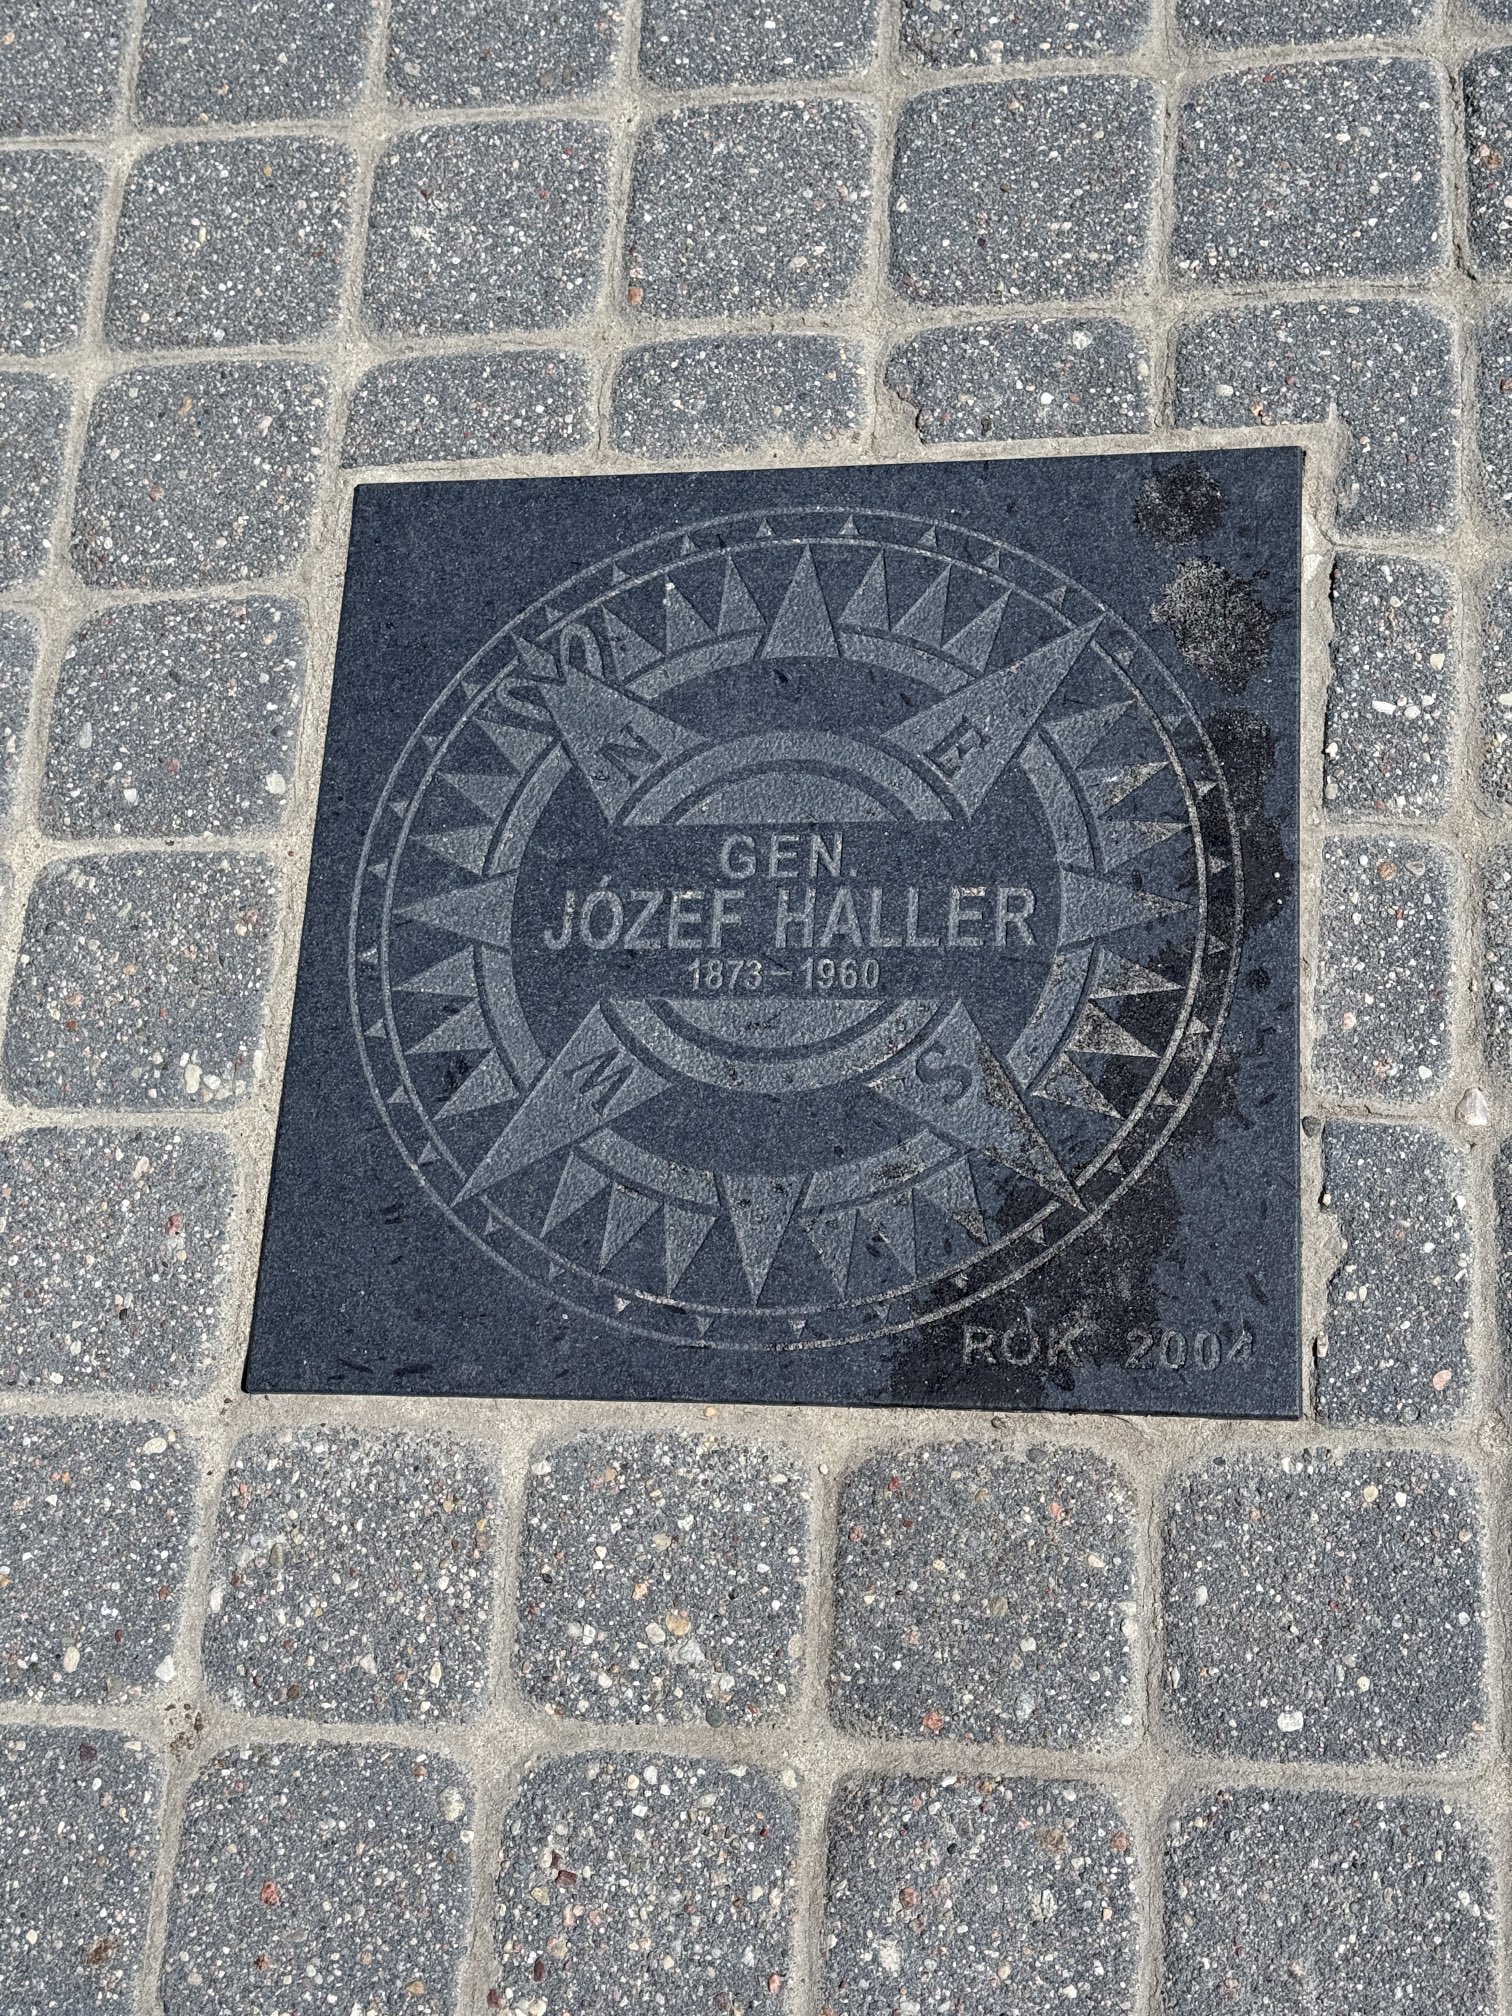 N
E
GEN.
JÓZEF HALLER
1873–1960
W
S
ROK 2004